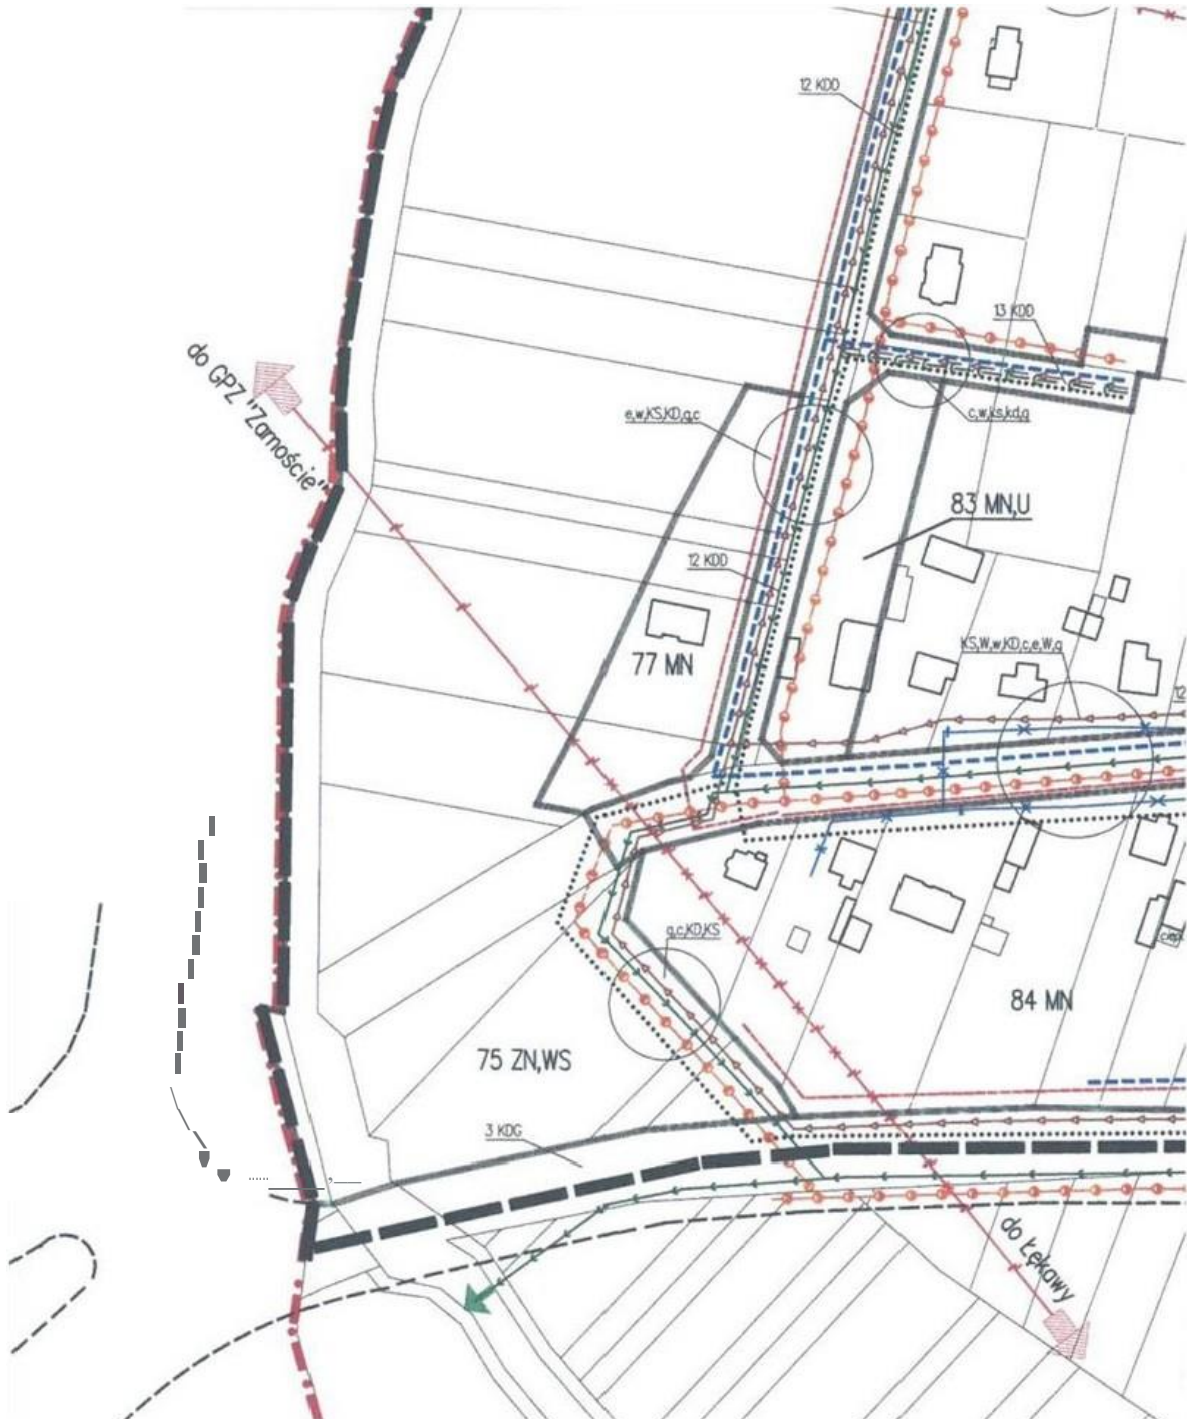 12 KDD
13 KDD
do GPZ "Zamoście"
e,w,KS,KD,g,c
c,w,ks,kd,g
83 MN,U
12 KDD
77 MN
KS,W,w,KD,c,e,W,g
12
g,c,KD,KS
84 MN
75 ZN,WS
3 KDG
do Łękawy